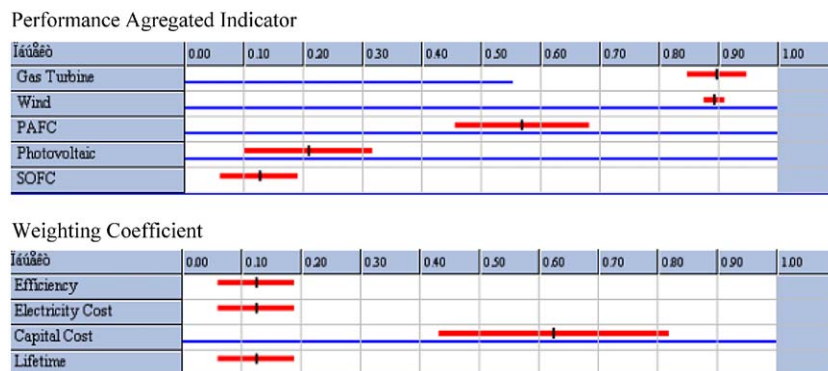 Performance Agregated Indicator
Ïáúåêò 0.00 0.10 0.20 0.30 0.40 0.50 0.60 0.70 0.80 0.90 1.00
Gas Turbine
Wind
PAFC
Photovoltaic
SOFC
Weighting Coefficient
Ïáúåêò 0.00 0.10 0.20 0.30 0.40 0.50 0.60 0.70 0.80 0.90 1.00
Efficiency
Electricity Cost
Capital Cost
Lifetime